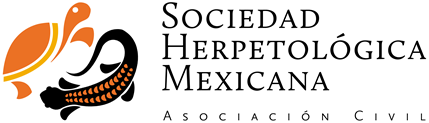 Sociedad
Herpetológica
Mexicana
Asociación Civil